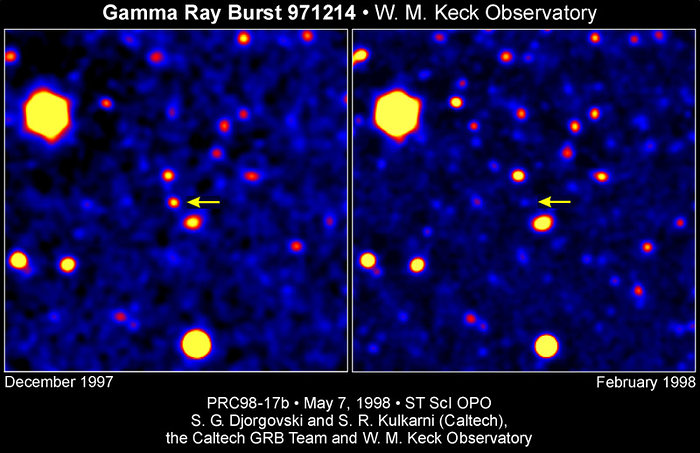 Gamma Ray Burst 971214 • W. M. Keck Observatory
December 1997
February 1998
PRC98-17b • May 7, 1998 • ST ScI OPO
S. G. Djorgovski and S. R. Kulkarni (Caltech),
the Caltech GRB Team and W. M. Keck Observatory